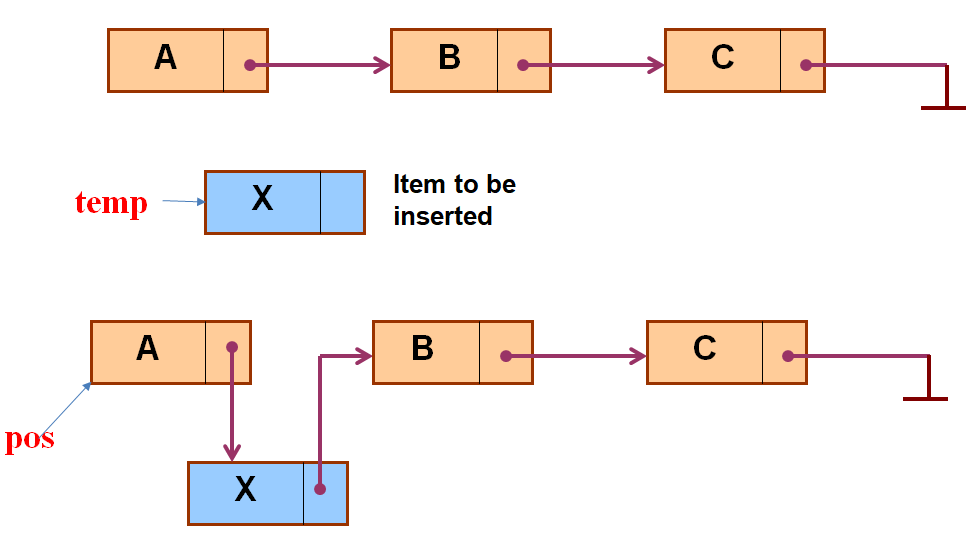 A B C
temp X Item to be
inserted
A B C
pos
X